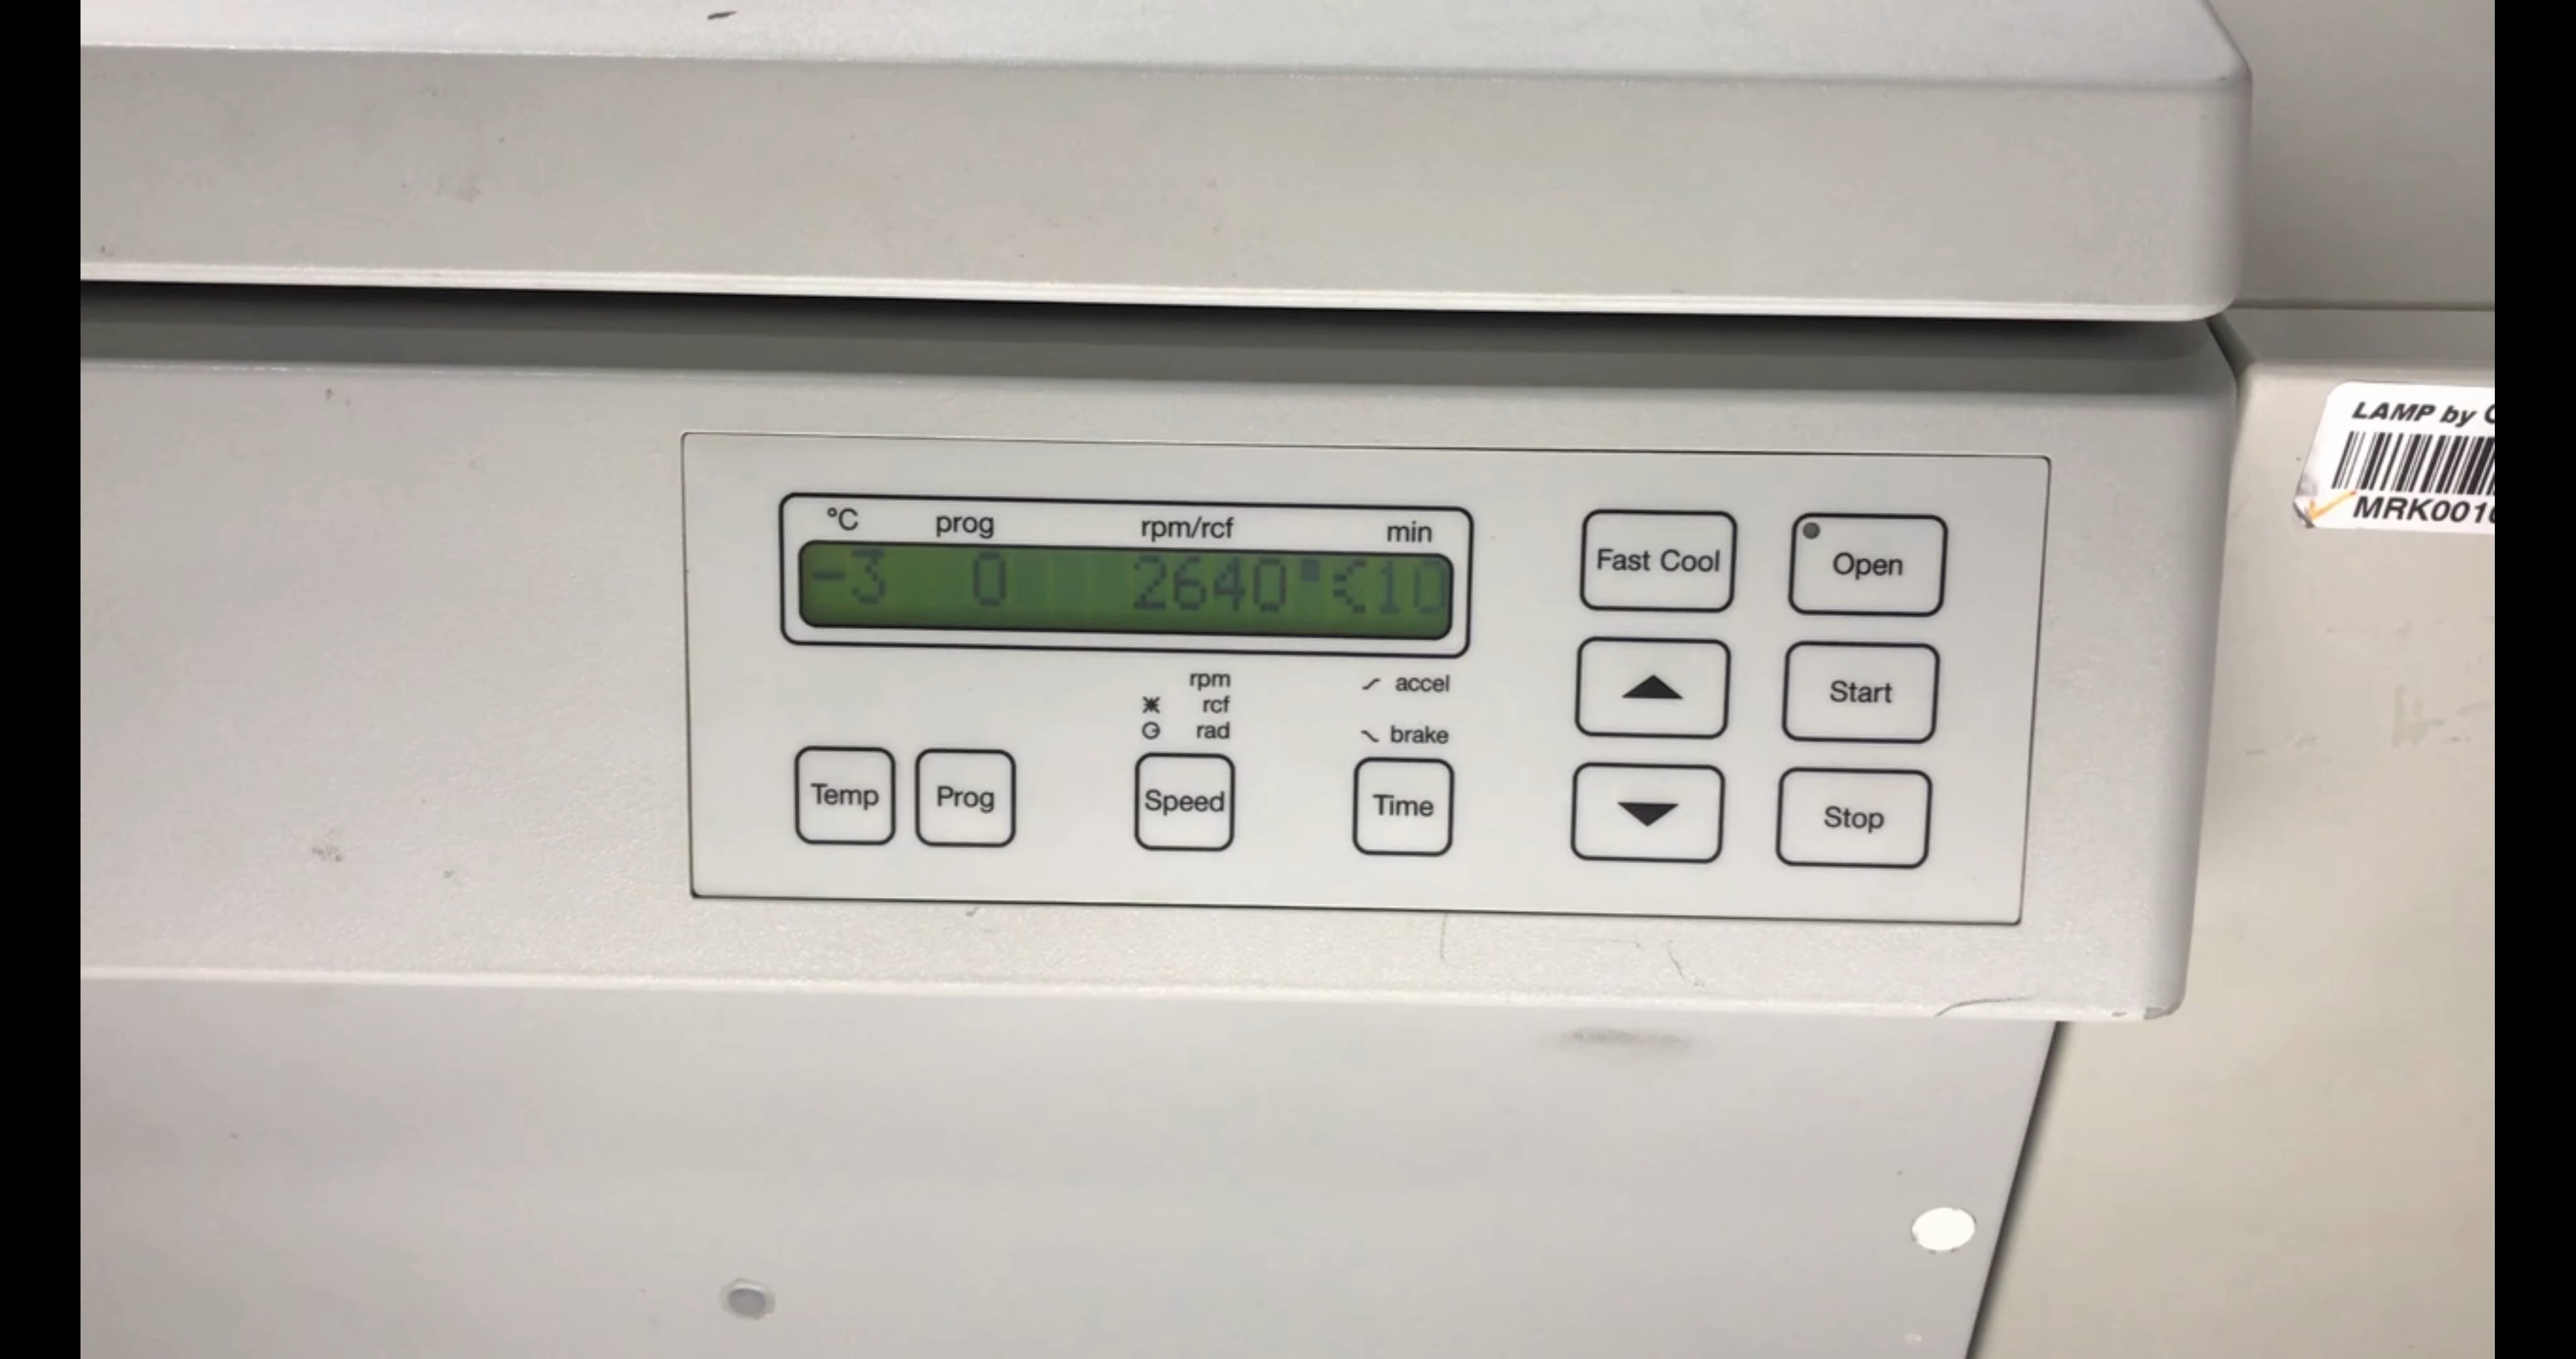 °C prog rpm/rcf min
-3 0 2640 10
rpm
rcf
rad
accel
brake
Temp Prog Speed Time
Fast Cool Open
Start
Stop
LAMP by
MRK001